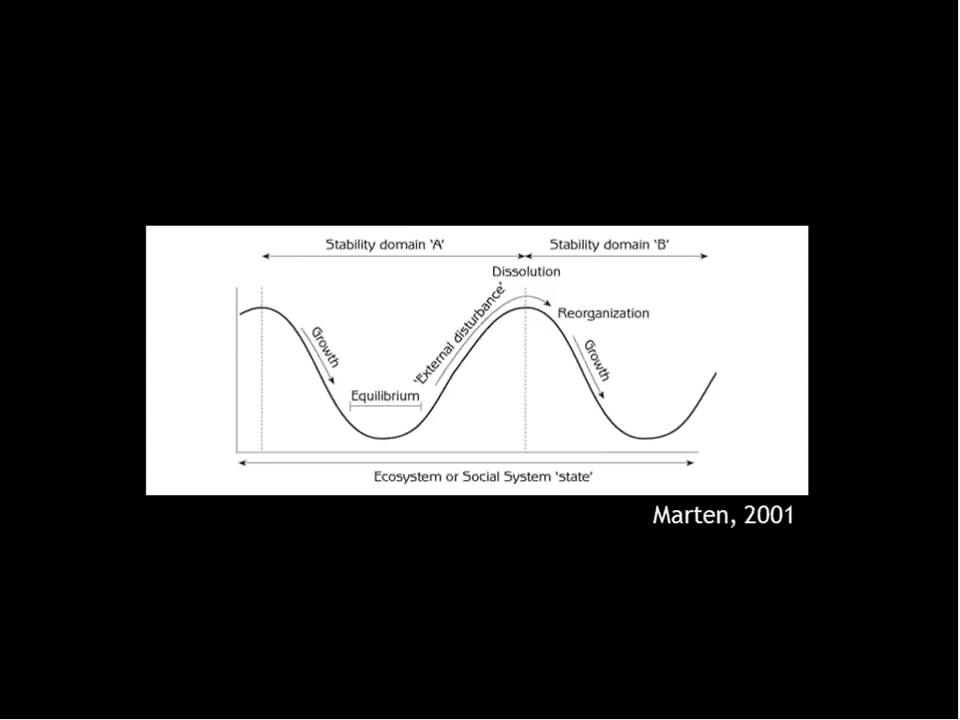 Stability domain 'A'
Stability domain 'B'
Dissolution
'External disturbance'
Reorganization
Growth
Growth
Equilibrium
Ecosystem or Social System 'state'
Marten, 2001